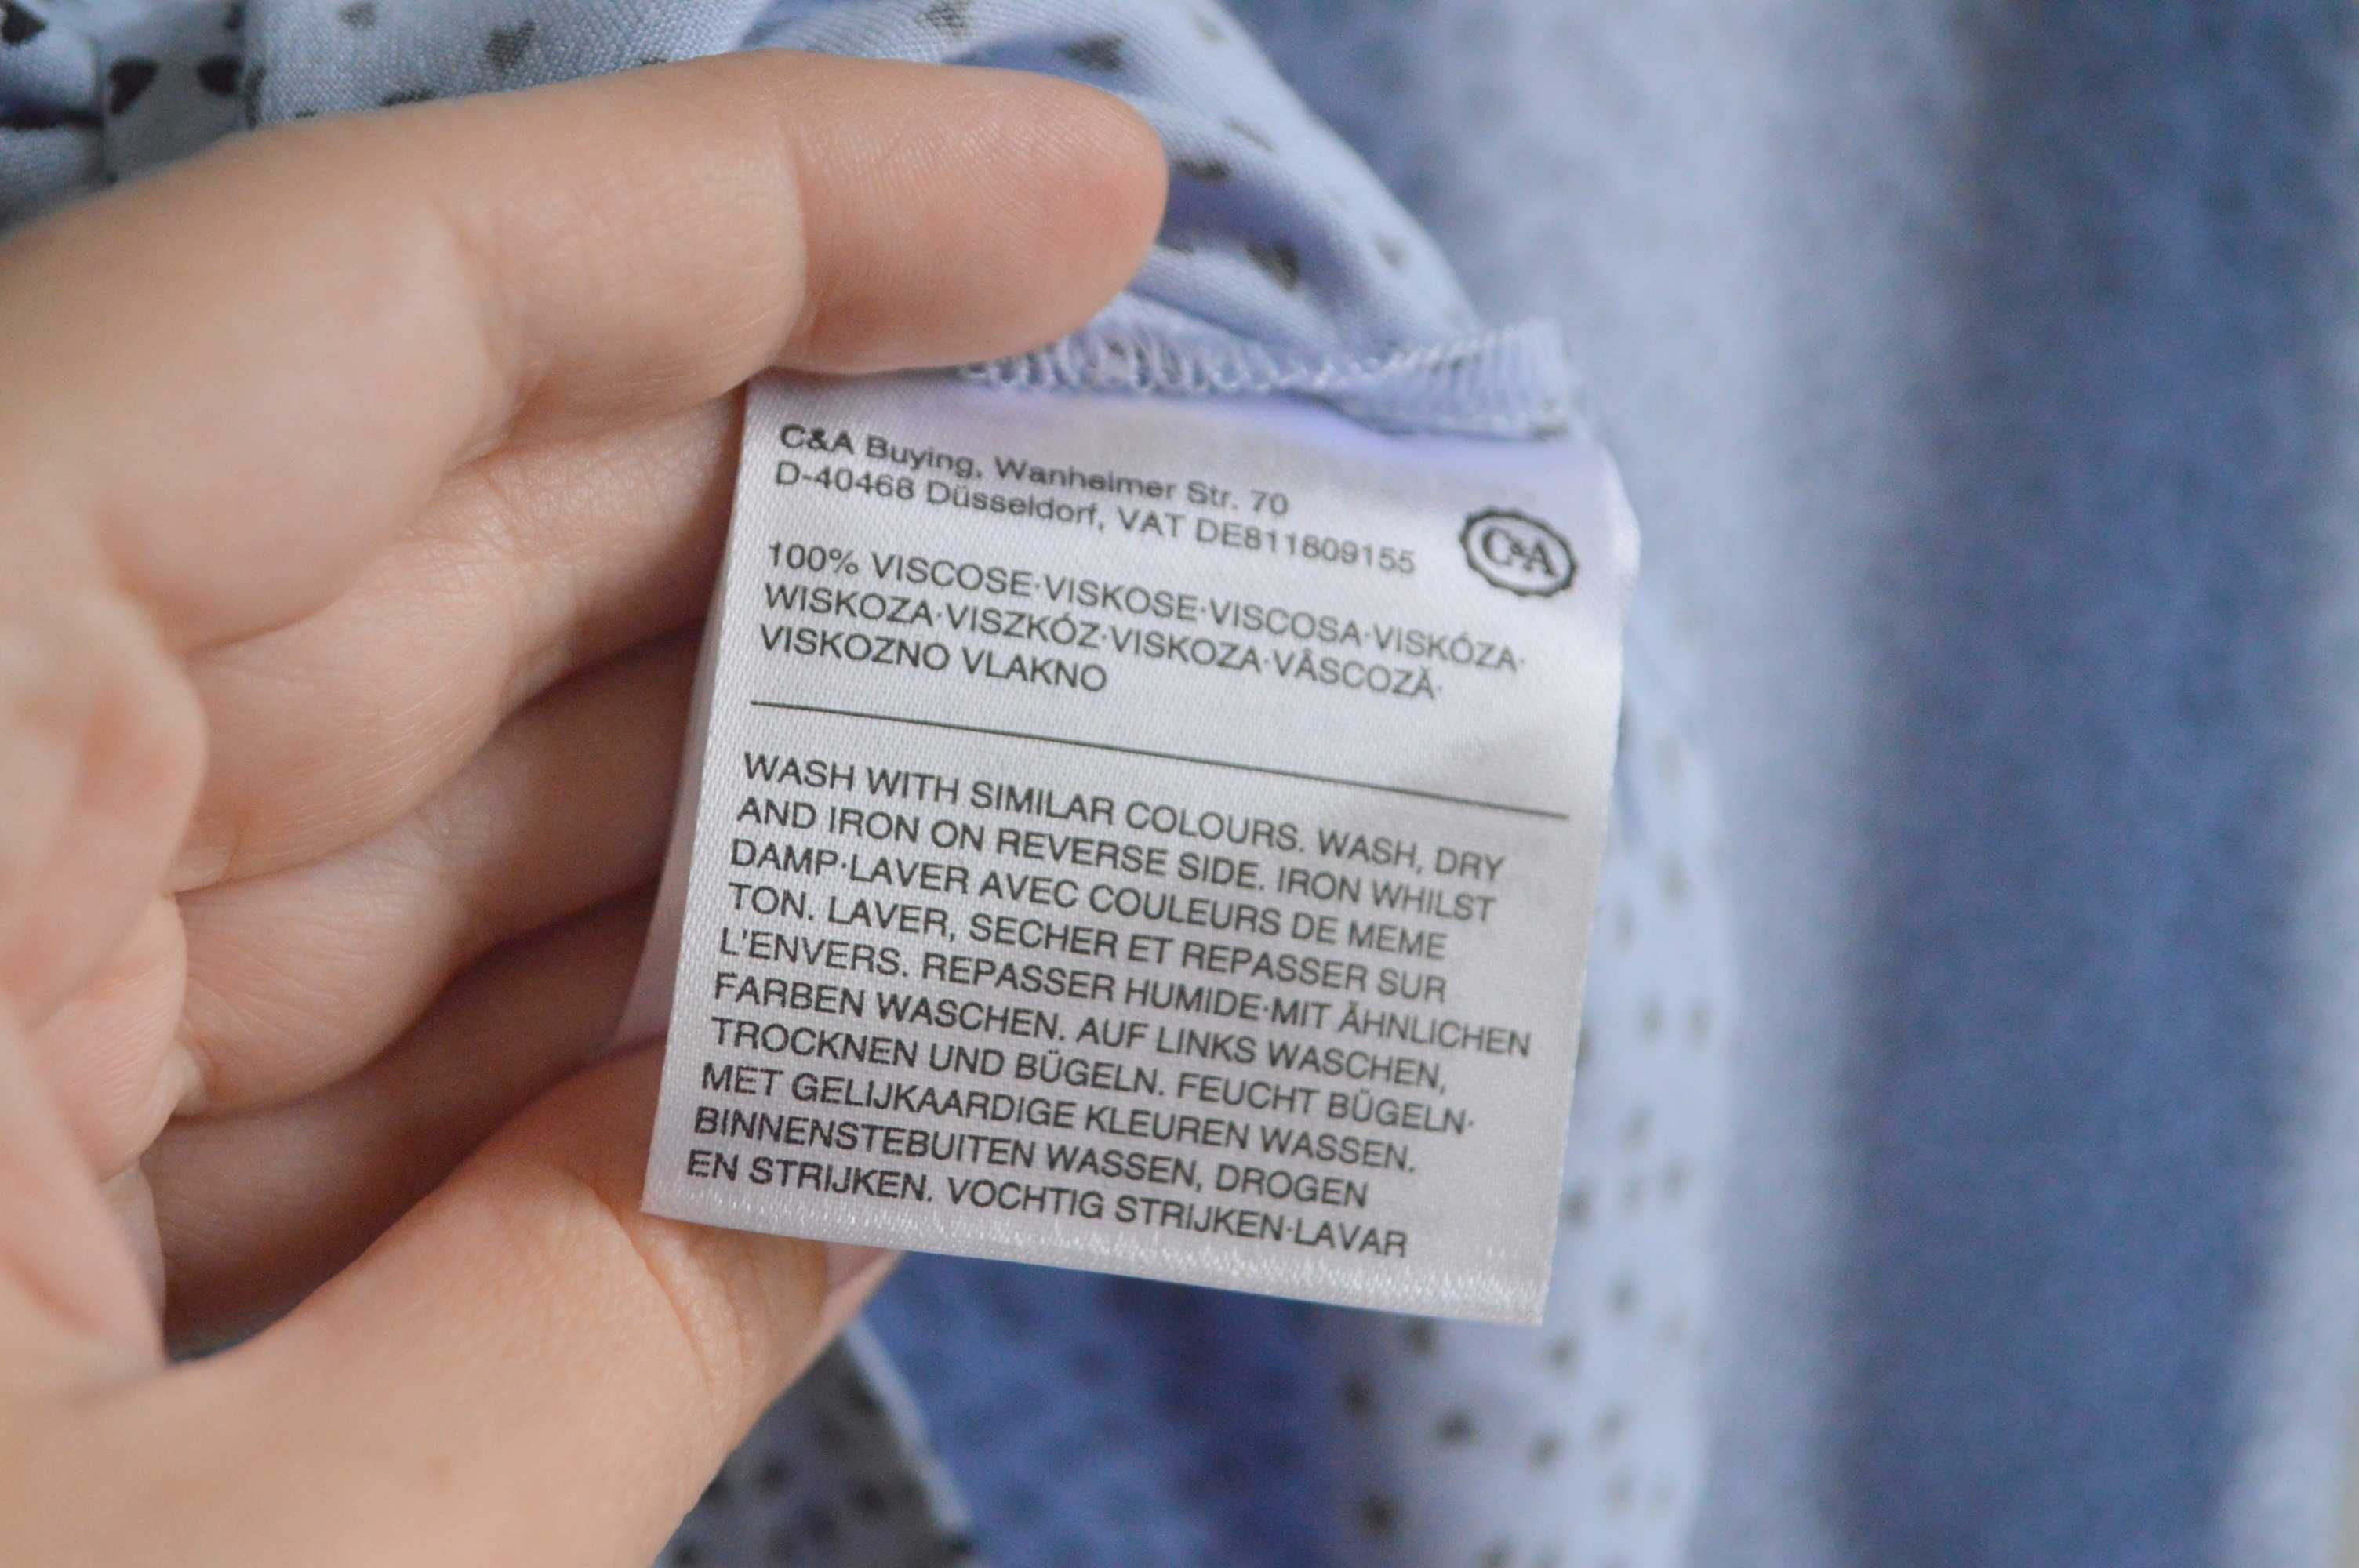 C&A Buying, Wanheimer Str. 70
D-40468 Düsseldorf, VAT DE811809155
C&A
100% VISCOSE·VISKOSE·VISCOSA·VISKÓZA·
WISKOZA·VISZKÓZ·VISKOZA·VÂSCOZĂ·
VISKOZNO VLAKNO
WASH WITH SIMILAR COLOURS. WASH, DRY
AND IRON ON REVERSE SIDE. IRON WHILST
DAMP·LAVER AVEC COULEURS DE MEME
TON. LAVER, SECHER ET REPASSER SUR
L'ENVERS. REPASSER HUMIDE·MIT ÄHNLICHEN
FARBEN WASCHEN. AUF LINKS WASCHEN,
TROCKNEN UND BÜGELN. FEUCHT BÜGELN·
MET GELIJKAARDIGE KLEUREN WASSEN.
BINNENSTEBUITEN WASSEN, DROGEN
EN STRIJKEN. VOCHTIG STRIJKEN·LAVAR